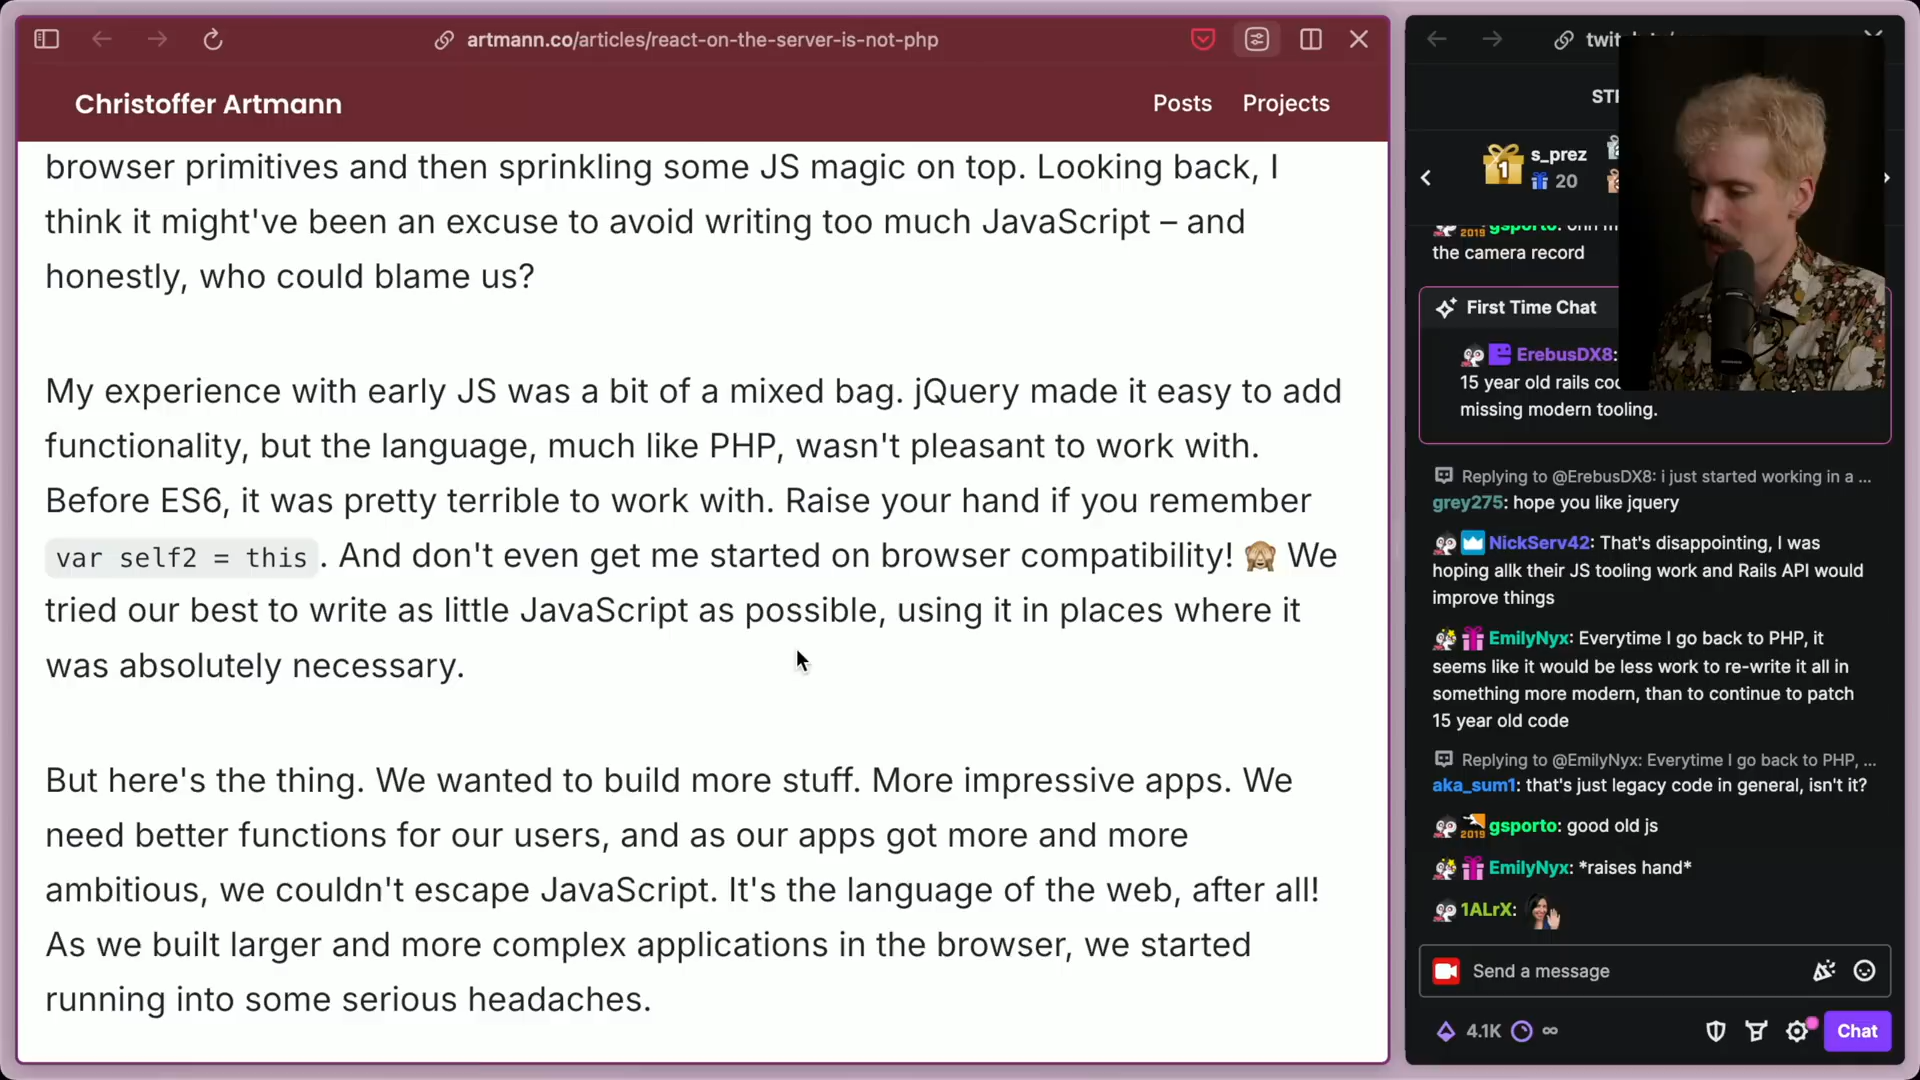 artmann.co/articles/react-on-the-server-is-not-php
Christoffer Artmann
Posts
Projects
browser primitives and then sprinkling some JS magic on top. Looking back, I
think it might've been an excuse to avoid writing too much JavaScript – and
honestly, who could blame us?
My experience with early JS was a bit of a mixed bag. jQuery made it easy to add
functionality, but the language, much like PHP, wasn't pleasant to work with.
Before ES6, it was pretty terrible to work with. Raise your hand if you remember
var self2 = this. And don't even get me started on browser compatibility! 🙈 We
tried our best to write as little JavaScript as possible, using it in places where it
was absolutely necessary.
But here's the thing. We wanted to build more stuff. More impressive apps. We
need better functions for our users, and as our apps got more and more
ambitious, we couldn't escape JavaScript. It's the language of the web, after all!
As we built larger and more complex applications in the browser, we started
running into some serious headaches.
1
s_prez
20
2019 gsporto:
the camera record
First Time Chat
ErebusDX8:
15 year old rails
missing modern tooling.
Replying to @ErebusDX8: i just started working in a ...
grey275: hope you like jquery
NickServ42: That's disappointing, I was
hoping allk their JS tooling work and Rails API would
improve things
EmilyNyx: Everytime I go back to PHP, it
seems like it would be less work to re-write it all in
something more modern, than to continue to patch
15 year old code
Replying to @EmilyNyx: Everytime I go back to PHP, ...
aka_sum1: that's just legacy code in general, isn't it?
2019 gsporto: good old js
EmilyNyx: *raises hand*
1ALrX:
Send a message
4.1K ∞
Chat